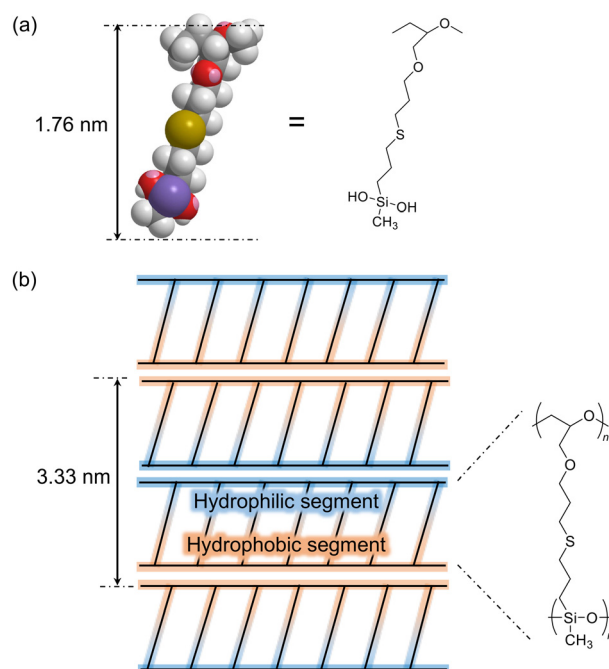 (a)
1.76 nm
=
O
O
S
HO Si OH
CH3
(b)
3.33 nm
Hydrophilic segment
Hydrophobic segment
( O )n
O
S
( Si—O )n
CH3